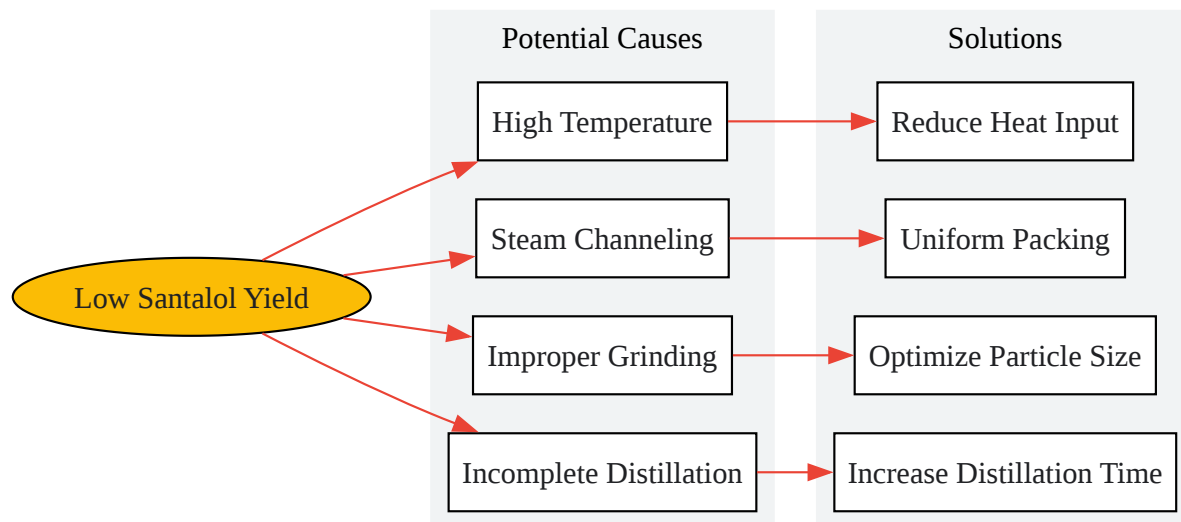 Potential Causes
Solutions
High Temperature
Reduce Heat Input
Steam Channeling
Uniform Packing
Low Santalol Yield
Improper Grinding
Optimize Particle Size
Incomplete Distillation
Increase Distillation Time